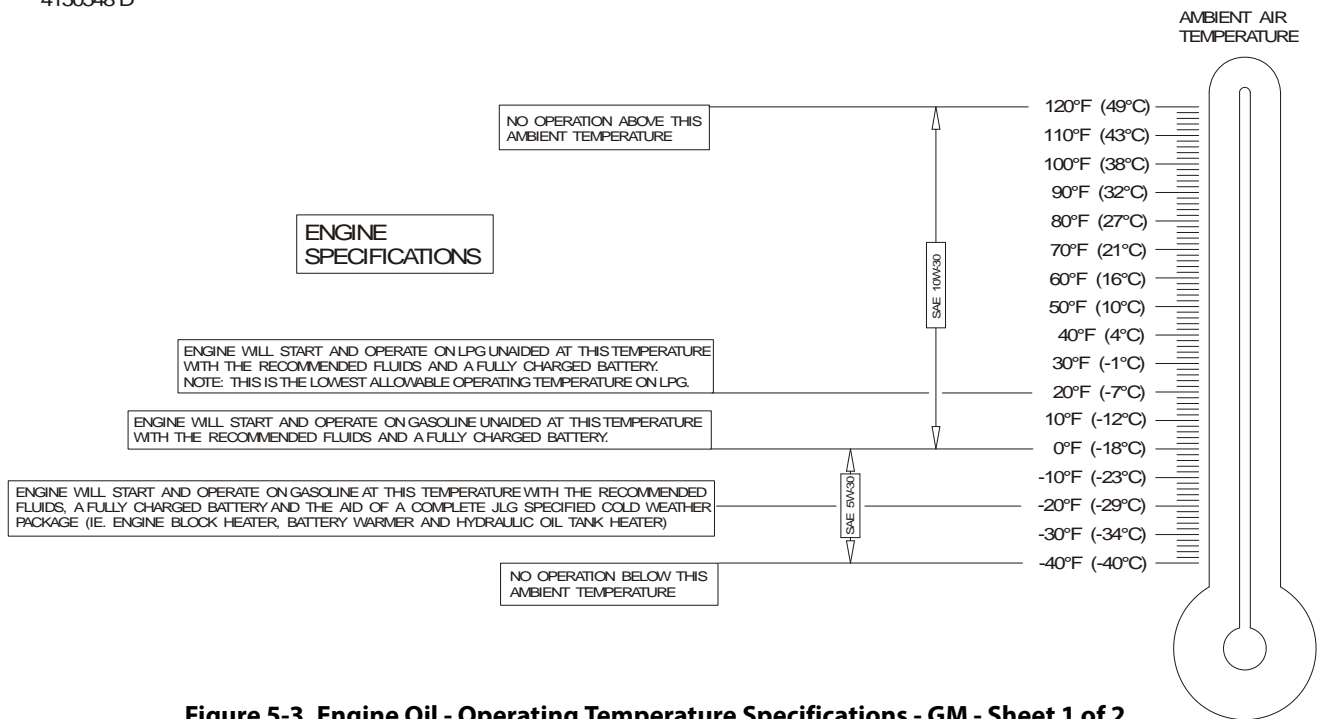 4150548 D
AMBIENT AIR
TEMPERATURE
120°F (49°C)
NO OPERATION ABOVE THIS
AMBIENT TEMPERATURE
110°F (43°C)
100°F (38°C)
90°F (32°C)
80°F (27°C)
ENGINE
SPECIFICATIONS
70°F (21°C)
SAE 10W-30
60°F (16°C)
50°F (10°C)
40°F (4°C)
ENGINE WILL START AND OPERATE ON LPG UNAIDED AT THIS TEMPERATURE
WITH THE RECOMMENDED FLUIDS AND A FULLY CHARGED BATTERY.
NOTE: THIS IS THE LOWEST ALLOWABLE OPERATING TEMPERATURE ON LPG.
30°F (-1°C)
20°F (-7°C)
10°F (-12°C)
ENGINE WILL START AND OPERATE ON GASOLINE UNAIDED AT THIS TEMPERATURE
WITH THE RECOMMENDED FLUIDS AND A FULLY CHARGED BATTERY.
0°F (-18°C)
-10°F (-23°C)
ENGINE WILL START AND OPERATE ON GASOLINE AT THIS TEMPERATURE WITH THE RECOMMENDED
FLUIDS, A FULLY CHARGED BATTERY AND THE AID OF A COMPLETE JLG SPECIFIED COLD WEATHER
PACKAGE (IE. ENGINE BLOCK HEATER, BATTERY WARMER AND HYDRAULIC OIL TANK HEATER)
SAE 5W-30
-20°F (-29°C)
-30°F (-34°C)
-40°F (-40°C)
NO OPERATION BELOW THIS
AMBIENT TEMPERATURE
Figure 5-3. Engine Oil - Operating Temperature Specifications - GM - Sheet 1 of 2